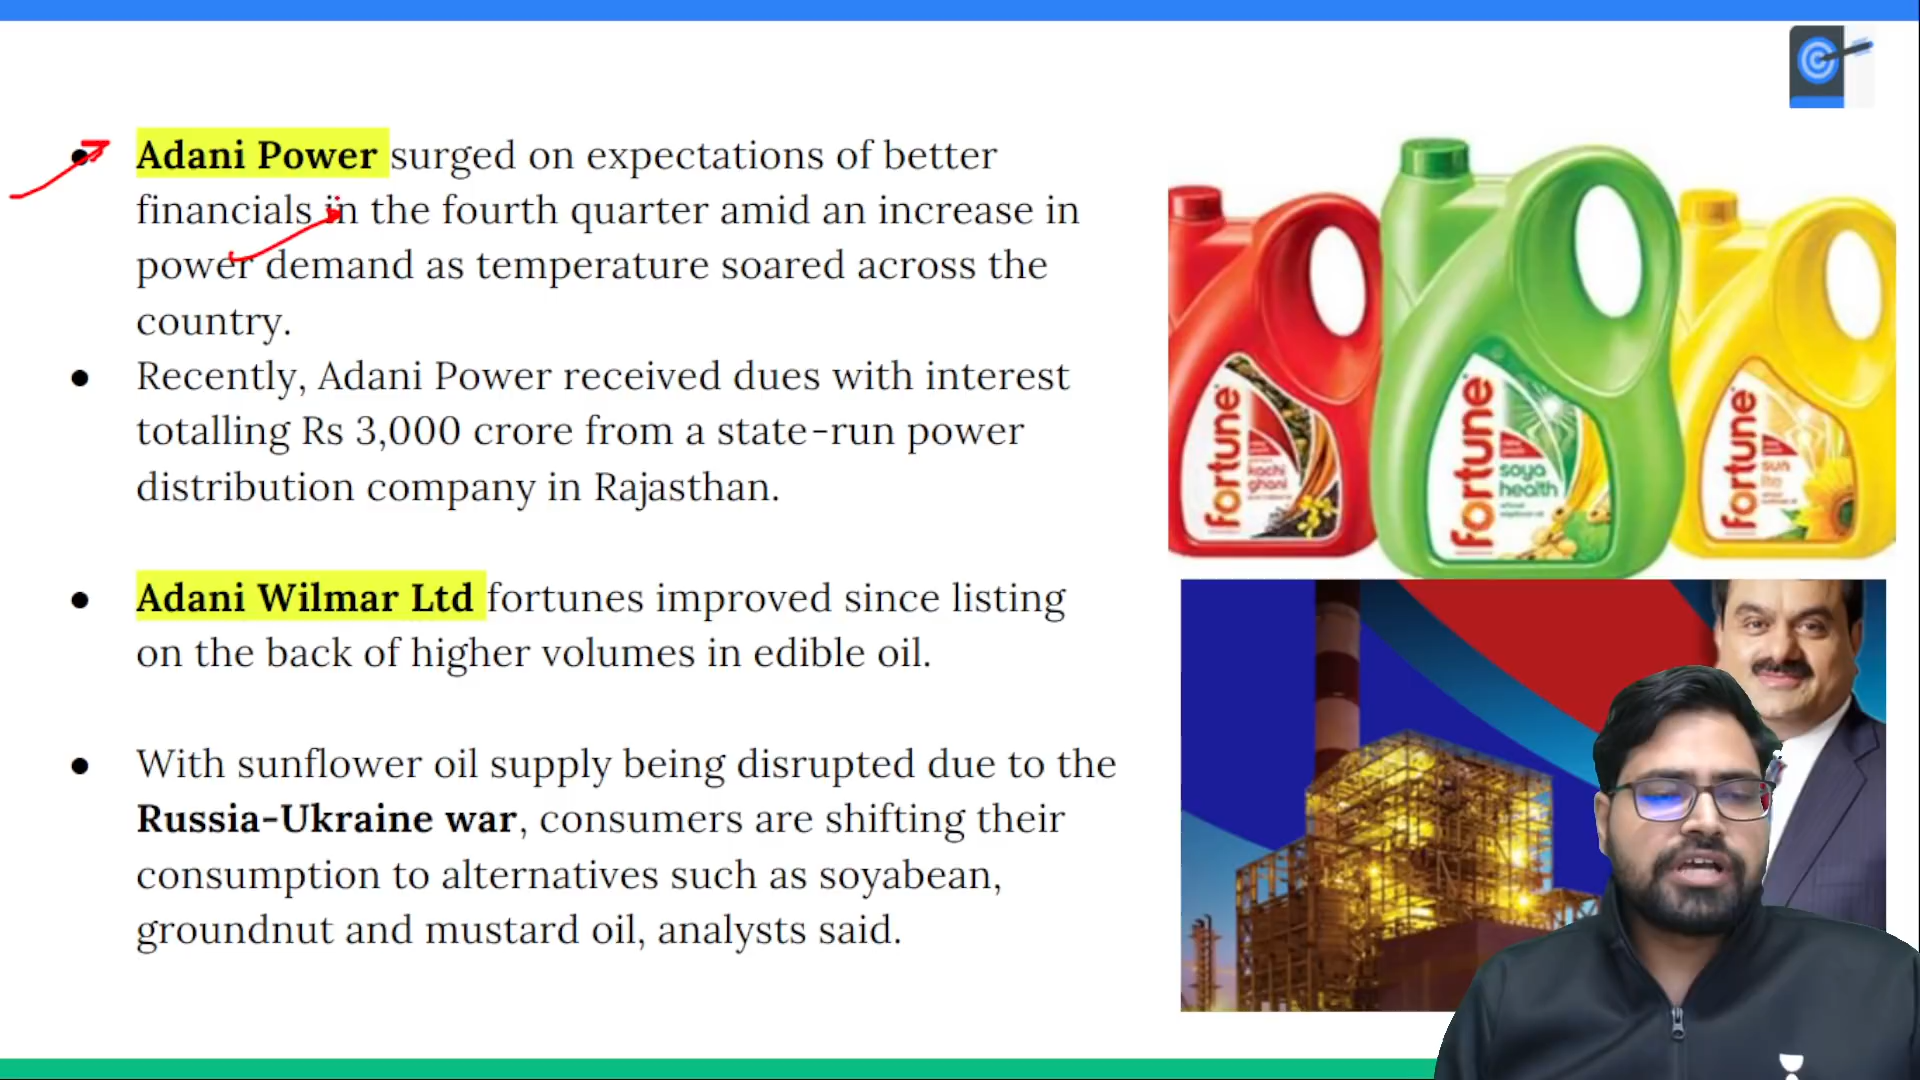 Adani Power surged on expectations of better
financials in the fourth quarter amid an increase in
power demand as temperature soared across the
country.
Recently, Adani Power received dues with interest
totalling Rs 3,000 crore from a state-run power
distribution company in Rajasthan.
Adani Wilmar Ltd fortunes improved since listing
on the back of higher volumes in edible oil.
With sunflower oil supply being disrupted due to the
Russia-Ukraine war, consumers are shifting their
consumption to alternatives such as soyabean,
groundnut and mustard oil, analysts said.
fortune
kachi
ghani
fortune
soya
health
fortune
sun
lite